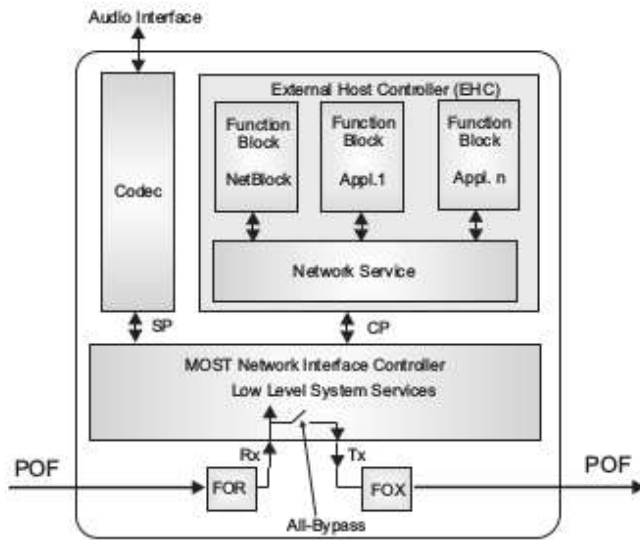 Audio Interface
External Host Controller (EHC)
Function
Block
NetBlock
Function
Block
Appl.1
Function
Block
Appl. n
Codec
Network Service
SP
CP
MOST Network Interface Controller
Low Level System Services
Rx
Tx
POF
FOR
FOX
POF
All-Bypass